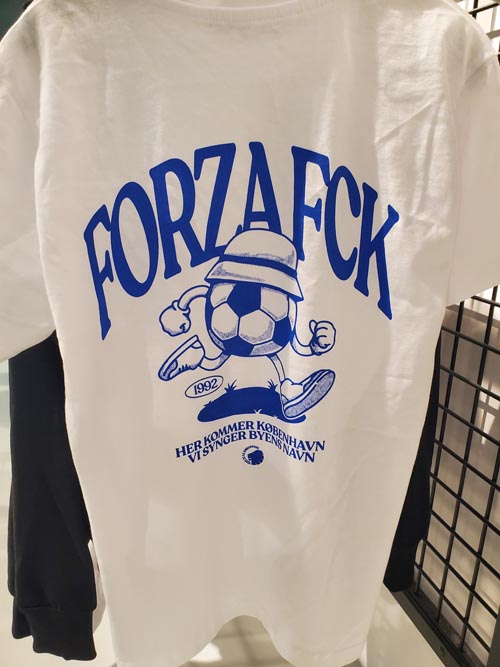 FORZA FCK
1992
HER KOMMER KØBENHAVN
VI SYNGER BYENS NAVN